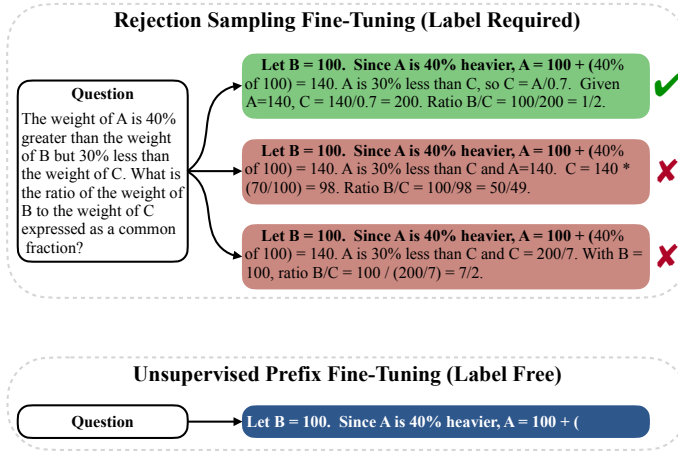 Rejection Sampling Fine-Tuning (Label Required)
Question
The weight of A is 40%
greater than the weight
of B but 30% less than
the weight of C. What is
the ratio of the weight of
B to the weight of C
expressed as a common
fraction?
Let B = 100. Since A is 40% heavier, A = 100 + (40%
of 100) = 140. A is 30% less than C, so C = A/0.7. Given
A=140, C = 140/0.7 = 200. Ratio B/C = 100/200 = 1/2.
Let B = 100. Since A is 40% heavier, A = 100 + (40%
of 100) = 140. A is 30% less than C and A=140. C = 140 *
(70/100) = 98. Ratio B/C = 100/98 = 50/49.
Let B = 100. Since A is 40% heavier, A = 100 + (40%
of 100) = 140. A is 30% less than C and C = 200/7. With B =
100, ratio B/C = 100 / (200/7) = 7/2.
Unsupervised Prefix Fine-Tuning (Label Free)
Question
Let B = 100. Since A is 40% heavier, A = 100 + (